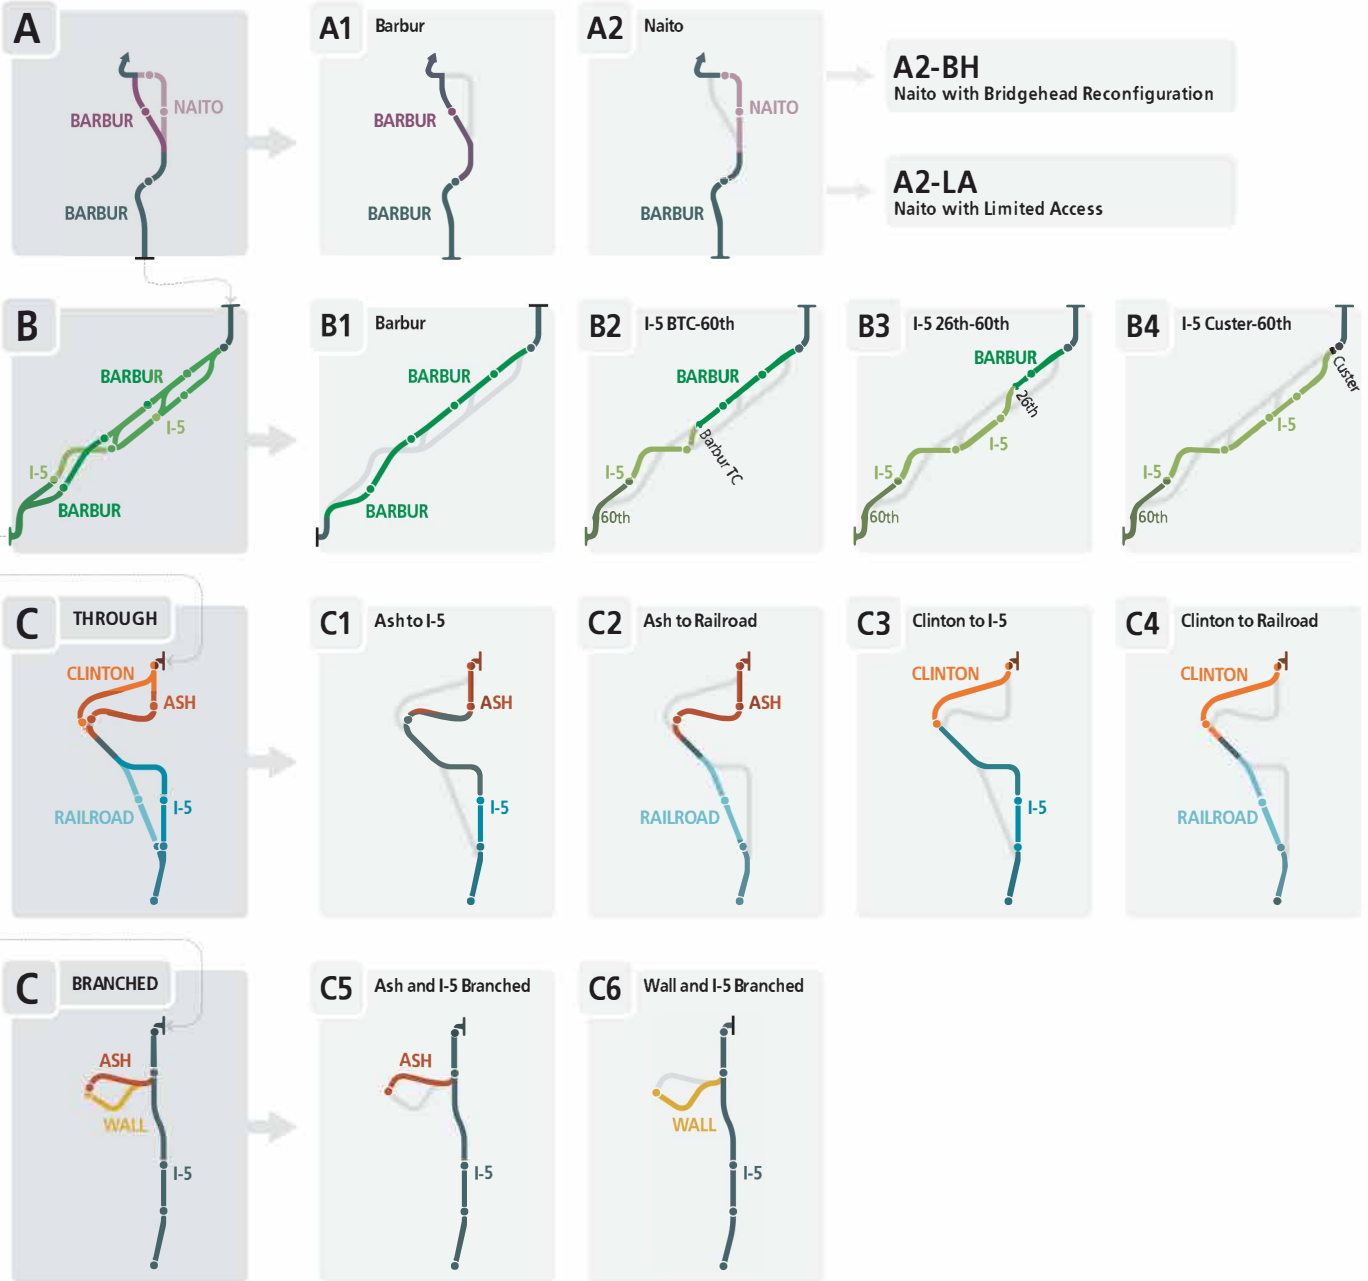 A
NAITO
BARBUR
BARBUR
A1 Barbur
BARBUR
BARBUR
A2 Naito
NAITO
BARBUR
A2-BH
Naito with Bridgehead Reconfiguration
A2-LA
Naito with Limited Access
B
BARBUR
I-5
I-5
BARBUR
B1 Barbur
BARBUR
BARBUR
B2 I-5 BTC-60th
BARBUR
Barbur TC
I-5
60th
B3 I-5 26th-60th
BARBUR
26th
I-5
I-5
60th
B4 I-5 Custer-60th
Custer
I-5
I-5
60th
C THROUGH
CLINTON
ASH
I-5
RAILROAD
C1 Ash to I-5
ASH
I-5
C2 Ash to Railroad
ASH
RAILROAD
C3 Clinton to I-5
CLINTON
I-5
C4 Clinton to Railroad
CLINTON
RAILROAD
C BRANCHED
ASH
WALL
I-5
C5 Ash and I-5 Branched
ASH
I-5
C6 Wall and I-5 Branched
WALL
I-5